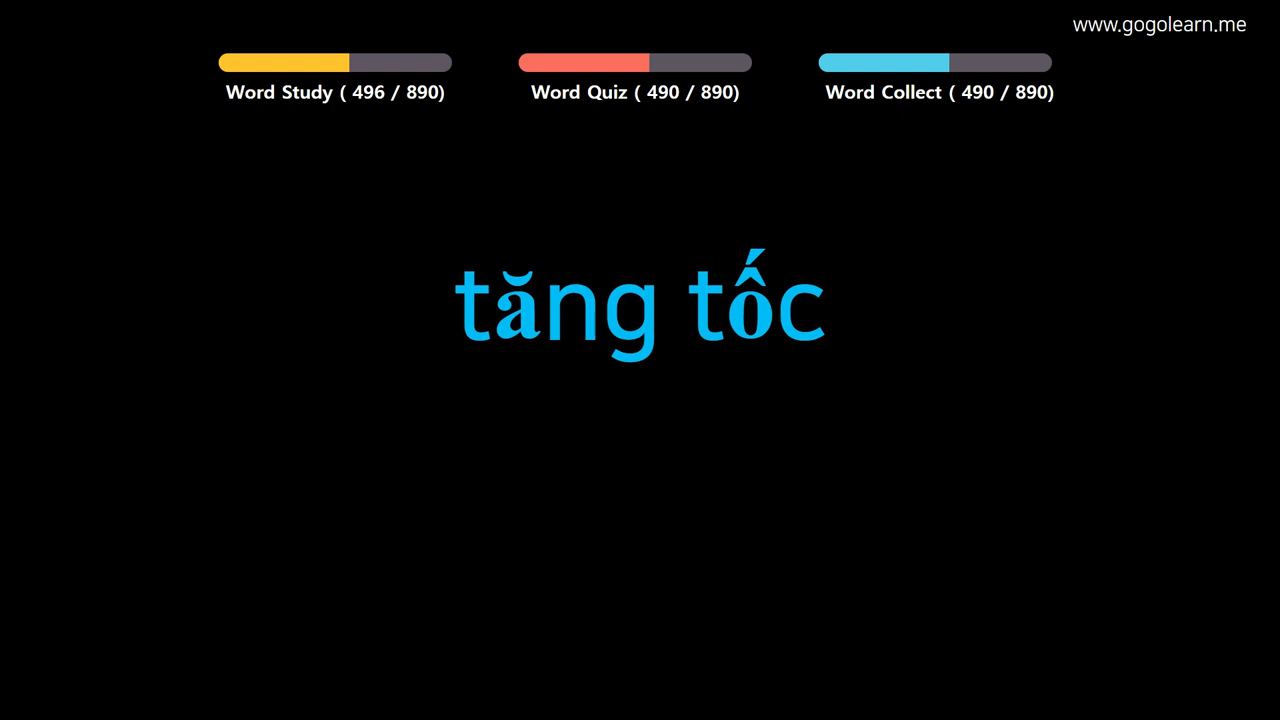 www.gogolearn.me
Word Study ( 496 / 890)
Word Quiz ( 490 / 890)
Word Collect ( 490 / 890)
tăng tốc